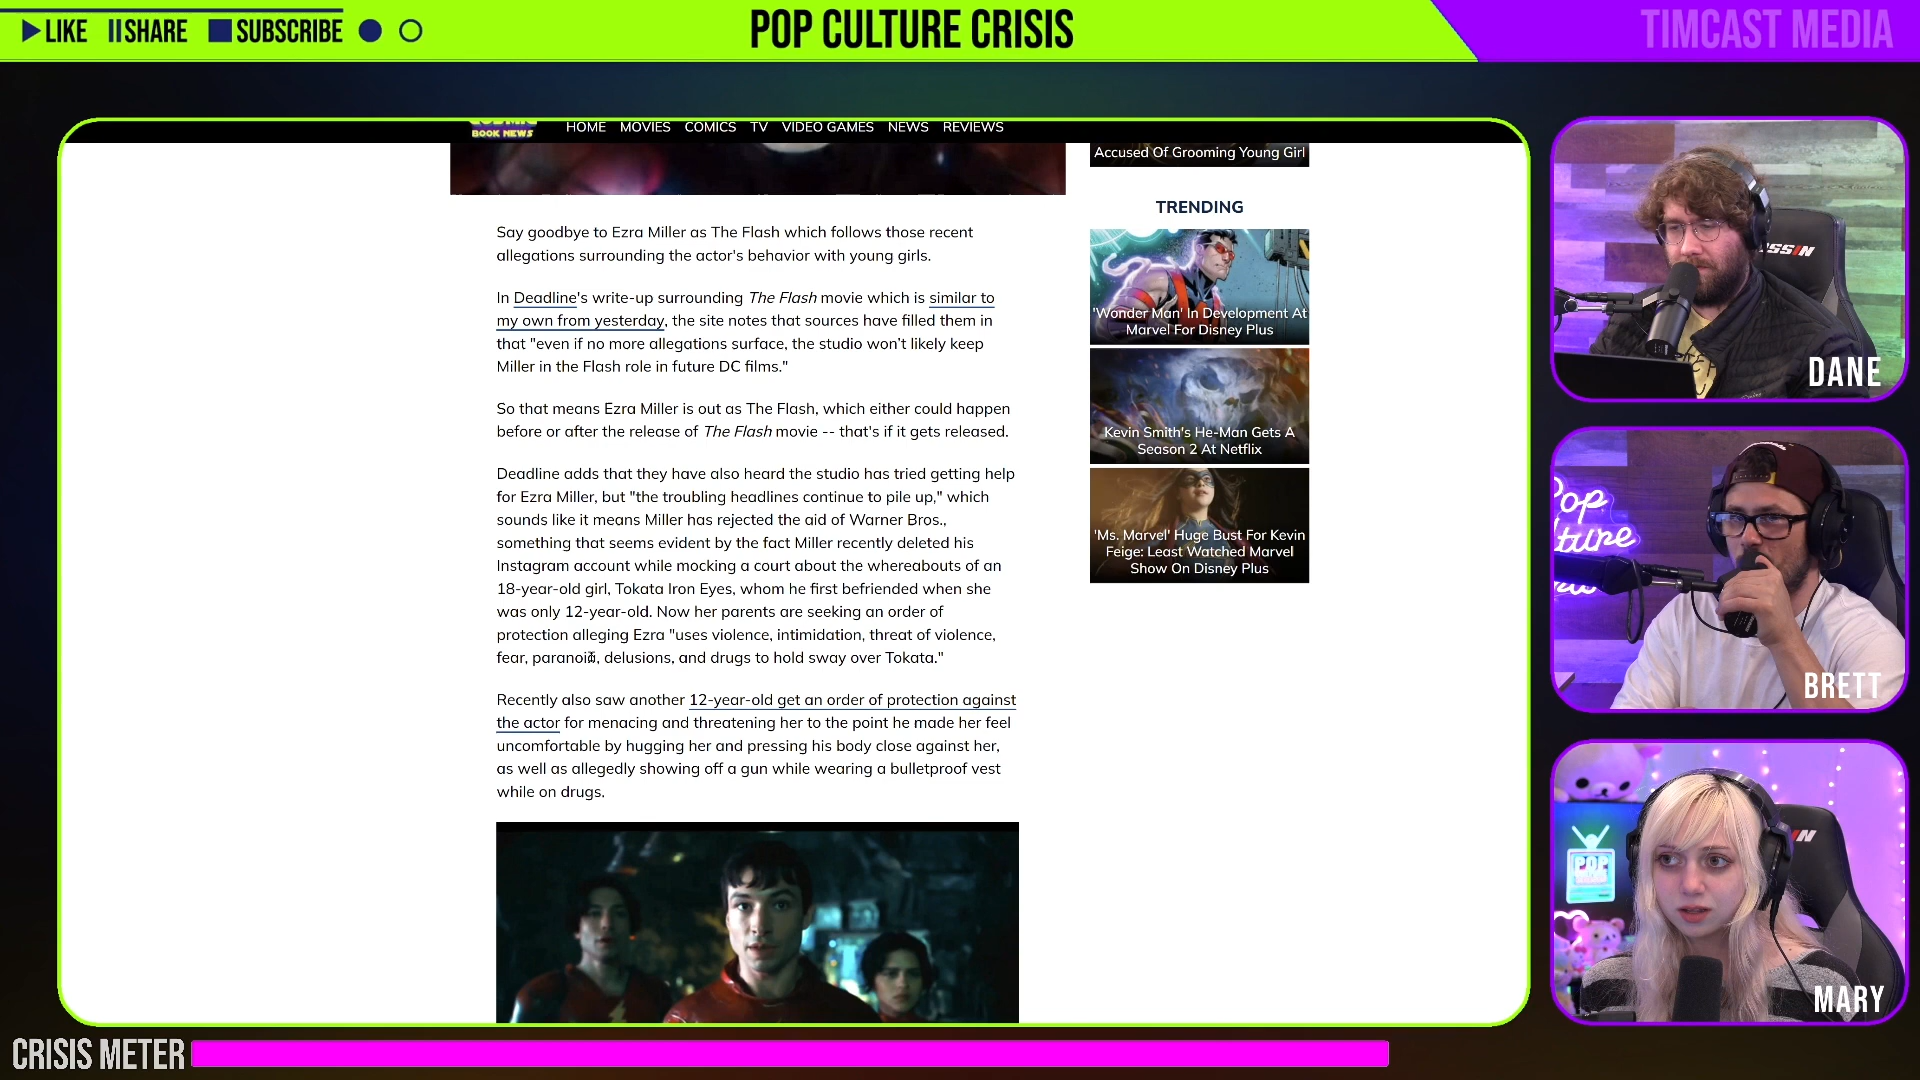 LIKE SHARE SUBSCRIBE
POP CULTURE CRISIS
TIMCAST MEDIA
COSMIC
BOOK NEWS
HOME MOVIES COMICS TV VIDEO GAMES NEWS REVIEWS
Say goodbye to Ezra Miller as The Flash which follows those recent
allegations surrounding the actor's behavior with young girls.
In Deadline's write-up surrounding The Flash movie which is similar to
my own from yesterday, the site notes that sources have filled them in
that "even if no more allegations surface, the studio won't likely keep
Miller in the Flash role in future DC films."
So that means Ezra Miller is out as The Flash, which either could happen
before or after the release of The Flash movie -- that's if it gets released.
Deadline adds that they have also heard the studio has tried getting help
for Ezra Miller, but "the troubling headlines continue to pile up," which
sounds like it means Miller has rejected the aid of Warner Bros.,
something that seems evident by the fact Miller recently deleted his
Instagram account while mocking a court about the whereabouts of an
18-year-old girl, Tokata Iron Eyes, whom he first befriended when she
was only 12-year-old. Now her parents are seeking an order of
protection alleging Ezra "uses violence, intimidation, threat of violence,
fear, paranoia, delusions, and drugs to hold sway over Tokata."
Recently also saw another 12-year-old get an order of protection against
the actor for menacing and threatening her to the point he made her feel
uncomfortable by hugging her and pressing his body close against her,
as well as allegedly showing off a gun while wearing a bulletproof vest
while on drugs.
Accused Of Grooming Young Girl
TRENDING
'Wonder Man' In Development At
Marvel For Disney Plus
Kevin Smith's He-Man Gets A
Season 2 At Netflix
'Ms. Marvel' Huge Bust For Kevin
Feige: Least Watched Marvel
Show On Disney Plus
DANE
Pop
BRETT
POP
MARY
CRISIS METER